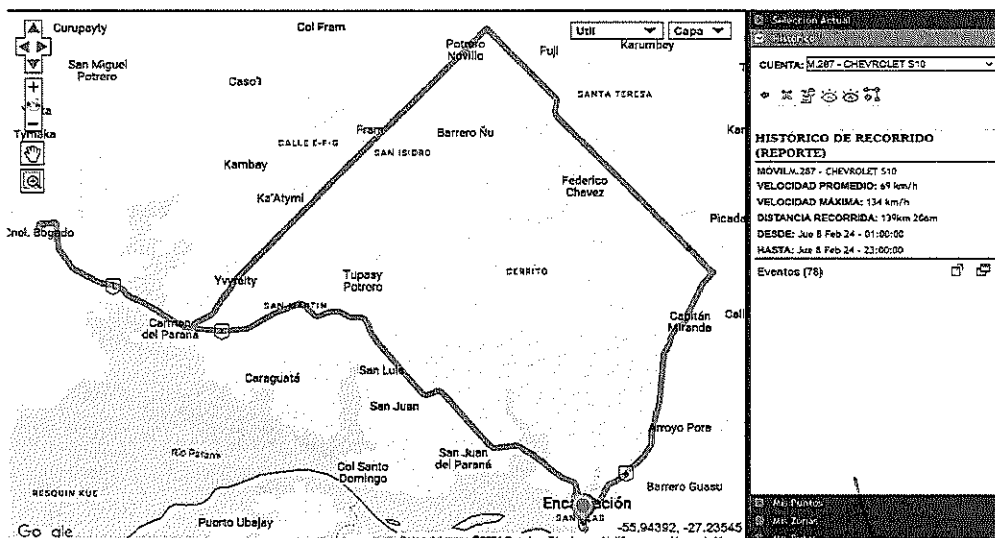 Curupayty
Col Fram
Util
Capa
Potrero
Novillo
Fuji
Karumbey
San Miguel
Potrero
Caso'i
SANTA TERESA
Tymaka
Fram
CALLE E-F-G
SAN ISIDRO
Barrero Ñu
Kambay
Federico
Chavez
Ka'Atymi
Picada
Cnel. Bogado
Yvyraity
Tupasy
Potrero
CERRITO
SAN MARTIN
Carmen
del Paraná
Capitán
Miranda
Caraguatá
San Luis
San Juan
Arroyo Pora
San Juan
del Paraná
Río Paraná
Col Santo
Domingo
Barrero Guasu
RESQUIN KUE
Encarnación
SAN BLAS
Puerto Ubajay
-55,94392, -27,23545
Google
Selección Actual
Histórico
CUENTA: M.287 - CHEVROLET S10
HISTÓRICO DE RECORRIDO
(REPORTE)
MÓVILM.287 - CHEVROLET S10
VELOCIDAD PROMEDIO: 69 km/h
VELOCIDAD MÁXIMA: 134 km/h
DISTANCIA RECORRIDA: 139km 206m
DESDE: Jue 8 Feb 24 - 01:00:00
HASTA: Jue 8 Feb 24 - 23:00:00
Eventos (78)
Mis Puntos
Mis Zonas